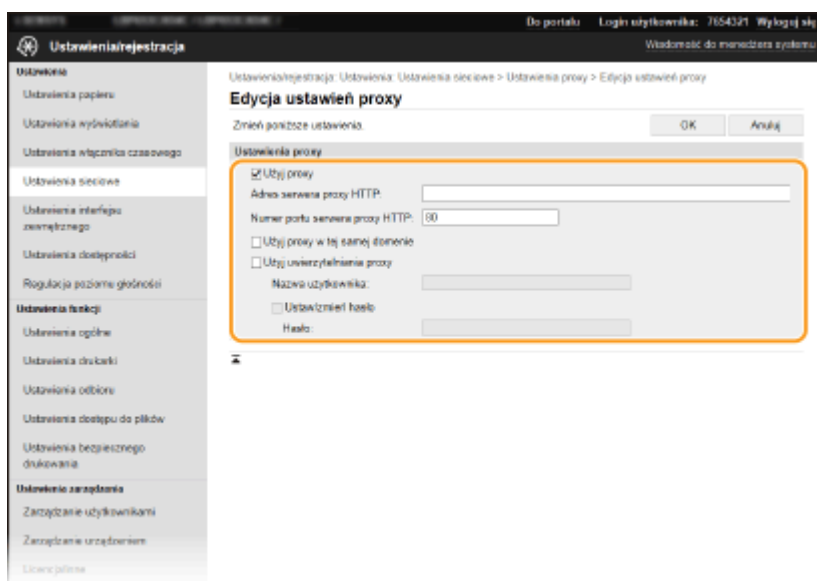 Do portalu Login użytkownika: 7654321 Wyloguj się
Ustawienia/rejestracja
Wiadomość do menedżera systemu
Ustawienia
Ustawienia papieru
Ustawienia wyświetlania
Ustawienia włącznika czasowego
Ustawienia sieciowe
Ustawienia interfejsu
zewnętrznego
Ustawienia dostępności
Regulacja poziomu głośności
Ustawienia funkcji
Ustawienia ogólne
Ustawienia drukarki
Ustawienia odbioru
Ustawienia dostępu do plików
Ustawienia bezpiecznego
drukowania
Ustawienia zarządzania
Zarządzanie użytkownikami
Zarządzanie urządzeniem
Ustawienia/rejestracja: Ustawienia: Ustawienia sieciowe > Ustawienia proxy > Edycja ustawień proxy
Edycja ustawień proxy
Zmień poniższe ustawienia.
OK
Anuluj
Ustawienia proxy
Użyj proxy
Adres serwera proxy HTTP:
Numer portu serwera proxy HTTP: 80
Użyj proxy w tej samej domenie
Użyj uwierzytelniania proxy
Nazwa użytkownika:
Ustaw/zmień hasło
Hasło: